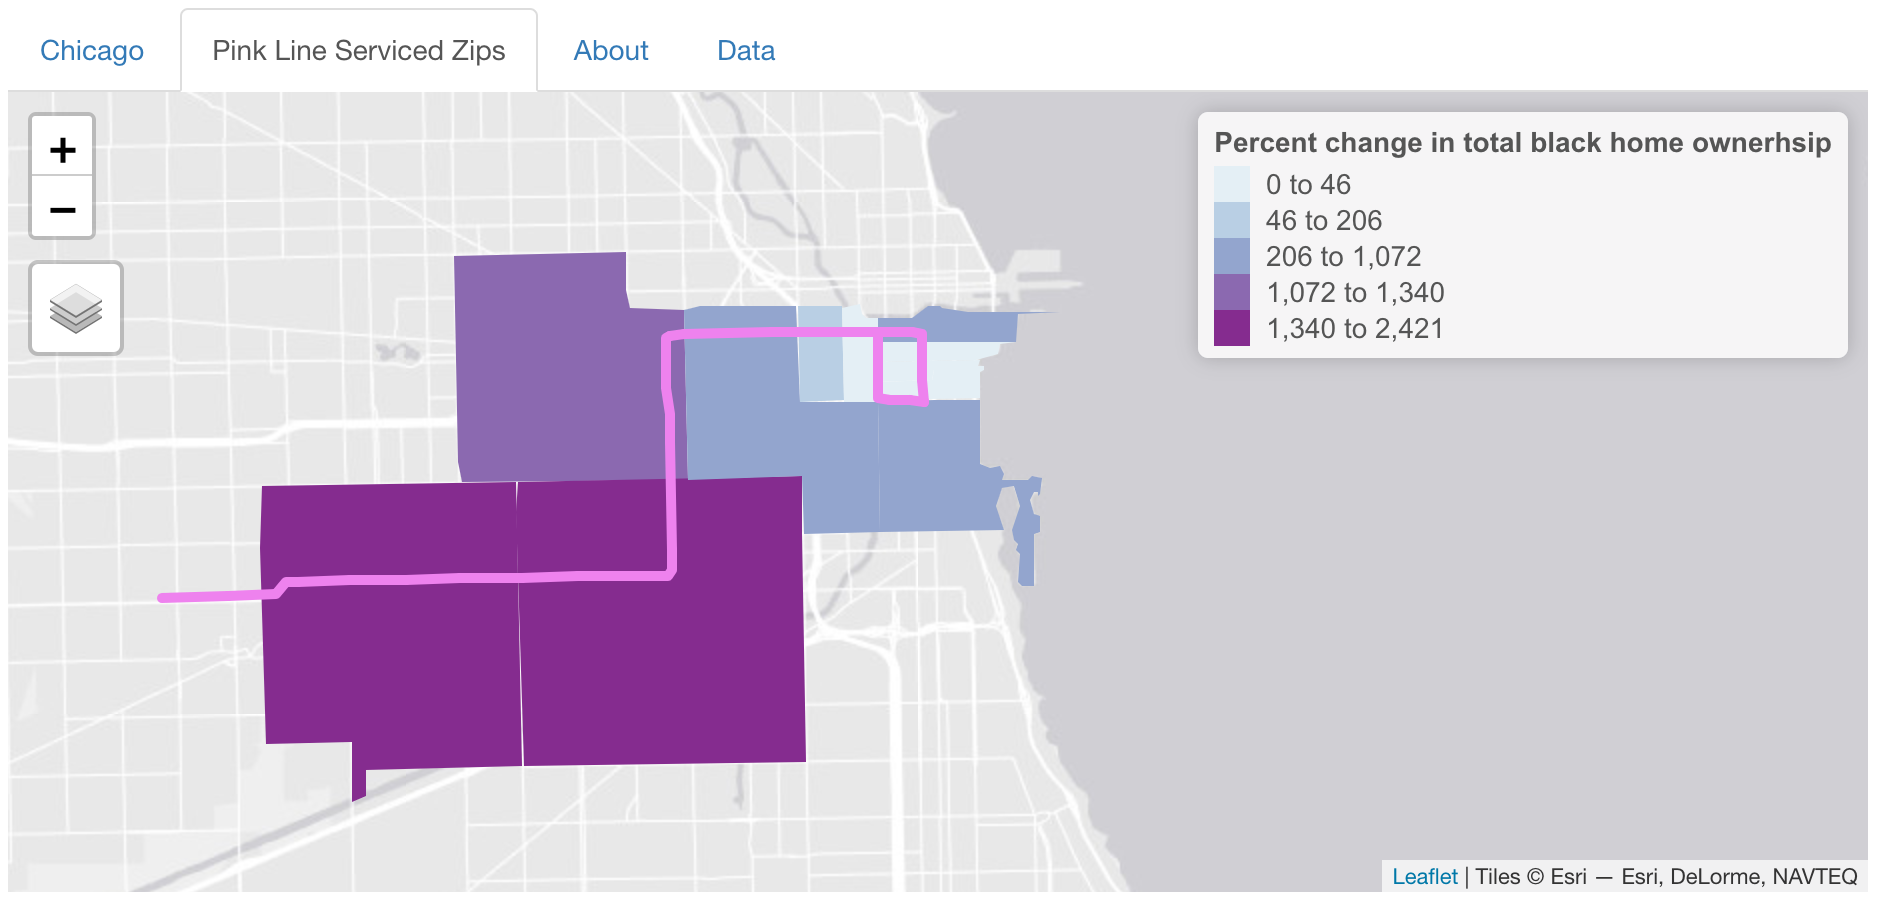 Chicago Pink Line Serviced Zips About Data
+
−
Percent change in total black home ownerhsip
0 to 46
46 to 206
206 to 1,072
1,072 to 1,340
1,340 to 2,421
Leaflet | Tiles © Esri — Esri, DeLorme, NAVTEQ